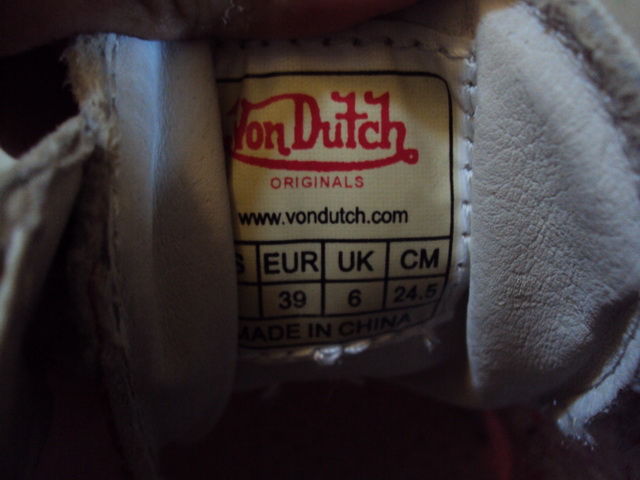 Von Dutch
ORIGINALS
www.vondutch.com
S EUR UK CM
39 6 24.5
MADE IN CHINA